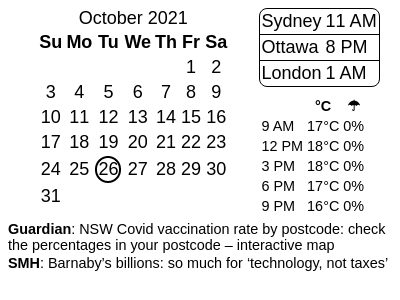 October 2021
Su Mo Tu We Th Fr Sa
1 2
3 4 5 6 7 8 9
10 11 12 13 14 15 16
17 18 19 20 21 22 23
24 25 26 27 28 29 30
31
Sydney 11 AM
Ottawa 8 PM
London 1 AM
°C ☂
9 AM 17°C 0%
12 PM 18°C 0%
3 PM 18°C 0%
6 PM 17°C 0%
9 PM 16°C 0%
Guardian: NSW Covid vaccination rate by postcode: check
the percentages in your postcode – interactive map
SMH: Barnaby's billions: so much for ‘technology, not taxes’